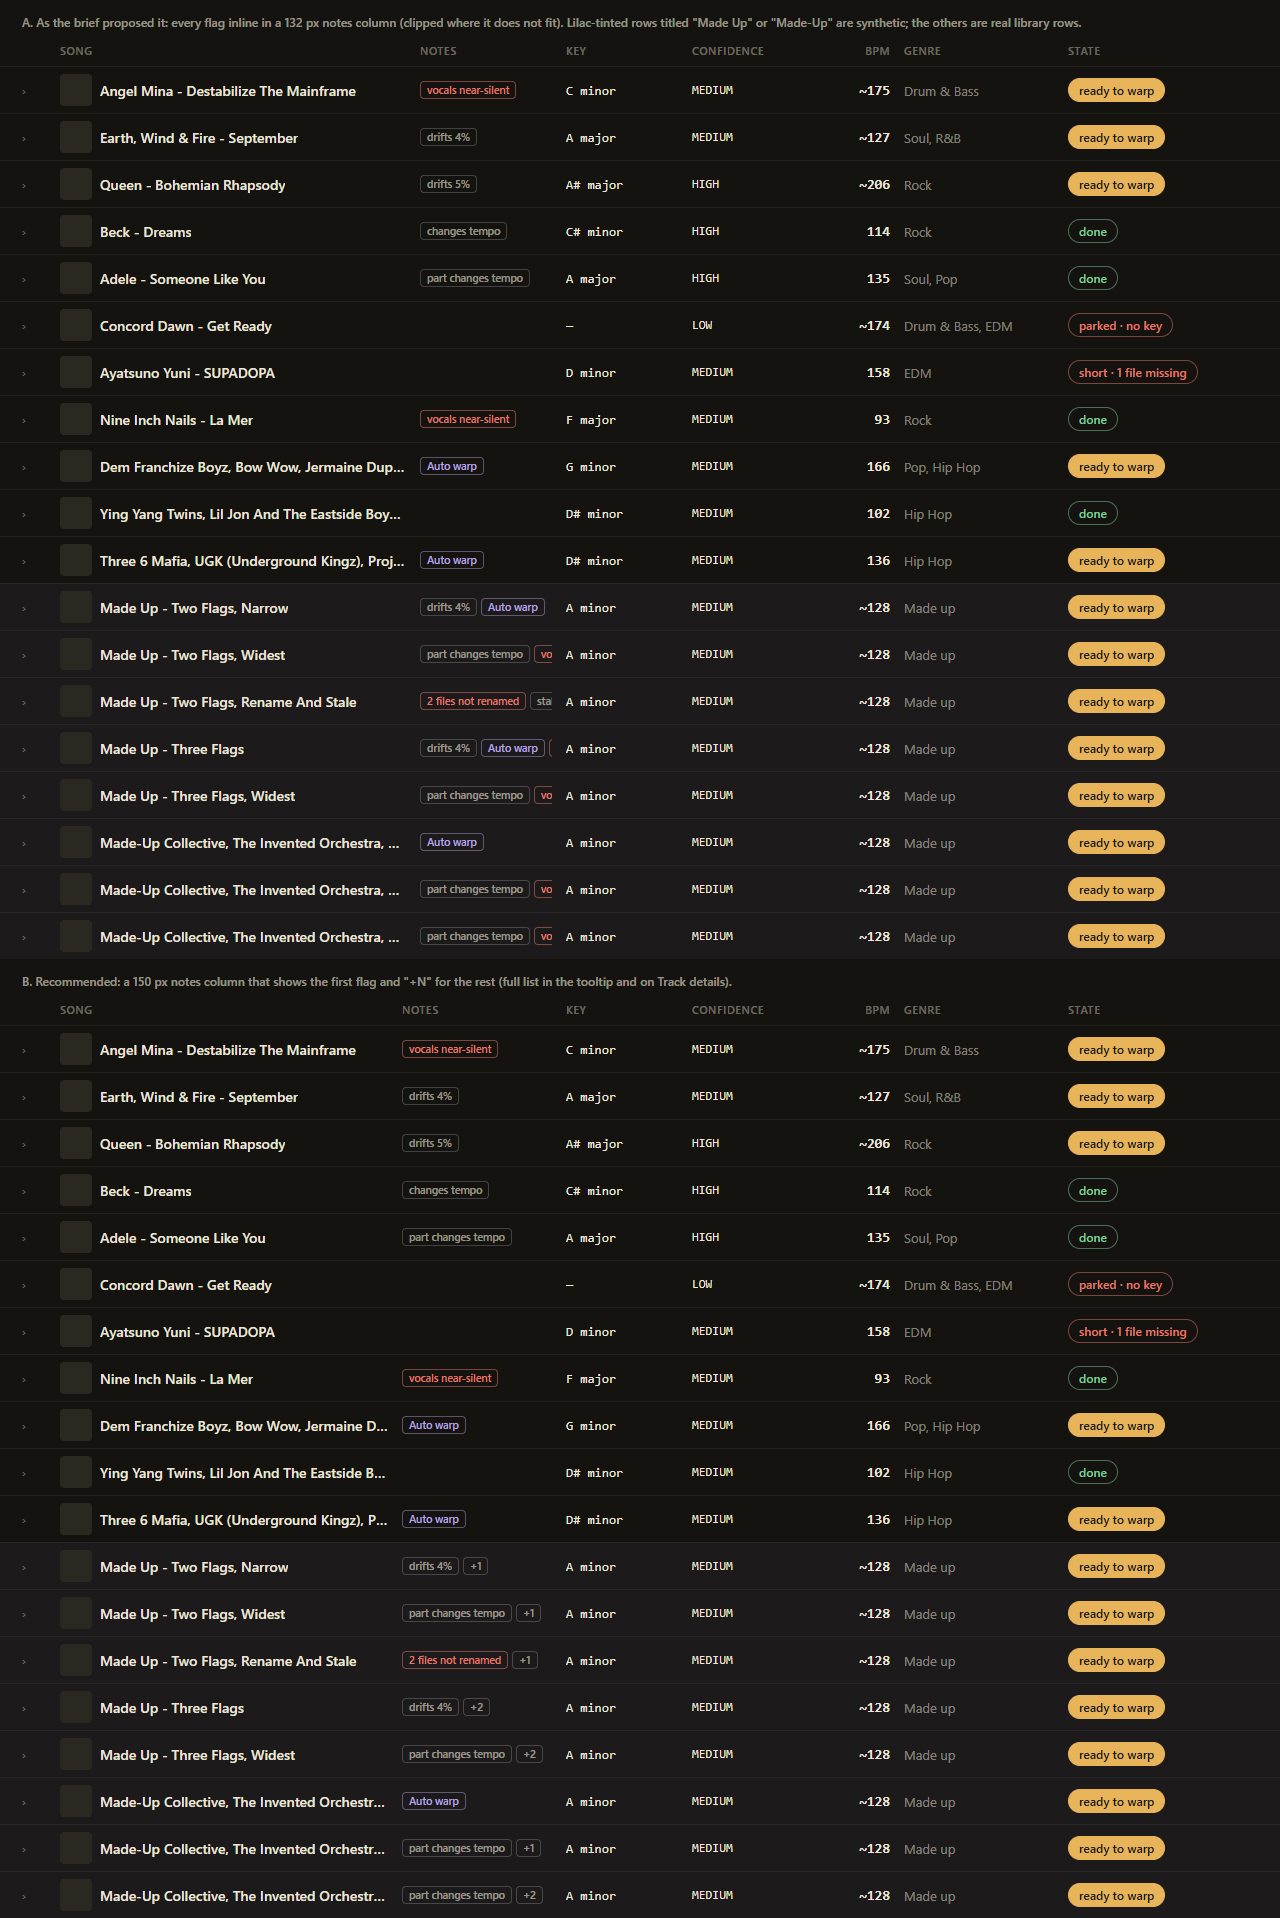 A. As the brief proposed it: every flag inline in a 132 px notes column (clipped where it does not fit). Lilac-tinted rows titled "Made Up" or "Made-Up" are synthetic; the others are real library rows.
SONG NOTES KEY CONFIDENCE BPM GENRE STATE
› Angel Mina - Destabilize The Mainframe vocals near-silent C minor MEDIUM ~175 Drum & Bass ready to warp
› Earth, Wind & Fire - September drifts 4% A major MEDIUM ~127 Soul, R&B ready to warp
› Queen - Bohemian Rhapsody drifts 5% A# major HIGH ~206 Rock ready to warp
› Beck - Dreams changes tempo C# minor HIGH 114 Rock done
› Adele - Someone Like You part changes tempo A major HIGH 135 Soul, Pop done
› Concord Dawn - Get Ready — LOW ~174 Drum & Bass, EDM parked · no key
› Ayatsuno Yuni - SUPADOPA D minor MEDIUM 158 EDM short · 1 file missing
› Nine Inch Nails - La Mer vocals near-silent F major MEDIUM 93 Rock done
› Dem Franchize Boyz, Bow Wow, Jermaine Dup... Auto warp G minor MEDIUM 166 Pop, Hip Hop ready to warp
› Ying Yang Twins, Lil Jon And The Eastside Boy... D# minor MEDIUM 102 Hip Hop done
› Three 6 Mafia, UGK (Underground Kingz), Proj... Auto warp D# minor MEDIUM 136 Hip Hop ready to warp
› Made Up - Two Flags, Narrow drifts 4% Auto warp A minor MEDIUM ~128 Made up ready to warp
› Made Up - Two Flags, Widest part changes tempo vo A minor MEDIUM ~128 Made up ready to warp
› Made Up - Two Flags, Rename And Stale 2 files not renamed sta A minor MEDIUM ~128 Made up ready to warp
› Made Up - Three Flags drifts 4% Auto warp A minor MEDIUM ~128 Made up ready to warp
› Made Up - Three Flags, Widest part changes tempo vo A minor MEDIUM ~128 Made up ready to warp
› Made-Up Collective, The Invented Orchestra, ... Auto warp A minor MEDIUM ~128 Made up ready to warp
› Made-Up Collective, The Invented Orchestra, ... part changes tempo vo A minor MEDIUM ~128 Made up ready to warp
› Made-Up Collective, The Invented Orchestra, ... part changes tempo vo A minor MEDIUM ~128 Made up ready to warp
B. Recommended: a 150 px notes column that shows the first flag and "+N" for the rest (full list in the tooltip and on Track details).
SONG NOTES KEY CONFIDENCE BPM GENRE STATE
› Angel Mina - Destabilize The Mainframe vocals near-silent C minor MEDIUM ~175 Drum & Bass ready to warp
› Earth, Wind & Fire - September drifts 4% A major MEDIUM ~127 Soul, R&B ready to warp
› Queen - Bohemian Rhapsody drifts 5% A# major HIGH ~206 Rock ready to warp
› Beck - Dreams changes tempo C# minor HIGH 114 Rock done
› Adele - Someone Like You part changes tempo A major HIGH 135 Soul, Pop done
› Concord Dawn - Get Ready — LOW ~174 Drum & Bass, EDM parked · no key
› Ayatsuno Yuni - SUPADOPA D minor MEDIUM 158 EDM short · 1 file missing
› Nine Inch Nails - La Mer vocals near-silent F major MEDIUM 93 Rock done
› Dem Franchize Boyz, Bow Wow, Jermaine D... Auto warp G minor MEDIUM 166 Pop, Hip Hop ready to warp
› Ying Yang Twins, Lil Jon And The Eastside B... D# minor MEDIUM 102 Hip Hop done
› Three 6 Mafia, UGK (Underground Kingz), P... Auto warp D# minor MEDIUM 136 Hip Hop ready to warp
› Made Up - Two Flags, Narrow drifts 4% +1 A minor MEDIUM ~128 Made up ready to warp
› Made Up - Two Flags, Widest part changes tempo +1 A minor MEDIUM ~128 Made up ready to warp
› Made Up - Two Flags, Rename And Stale 2 files not renamed +1 A minor MEDIUM ~128 Made up ready to warp
› Made Up - Three Flags drifts 4% +2 A minor MEDIUM ~128 Made up ready to warp
› Made Up - Three Flags, Widest part changes tempo +2 A minor MEDIUM ~128 Made up ready to warp
› Made-Up Collective, The Invented Orchestr... Auto warp A minor MEDIUM ~128 Made up ready to warp
› Made-Up Collective, The Invented Orchestr... part changes tempo +1 A minor MEDIUM ~128 Made up ready to warp
› Made-Up Collective, The Invented Orchestr... part changes tempo +2 A minor MEDIUM ~128 Made up ready to warp